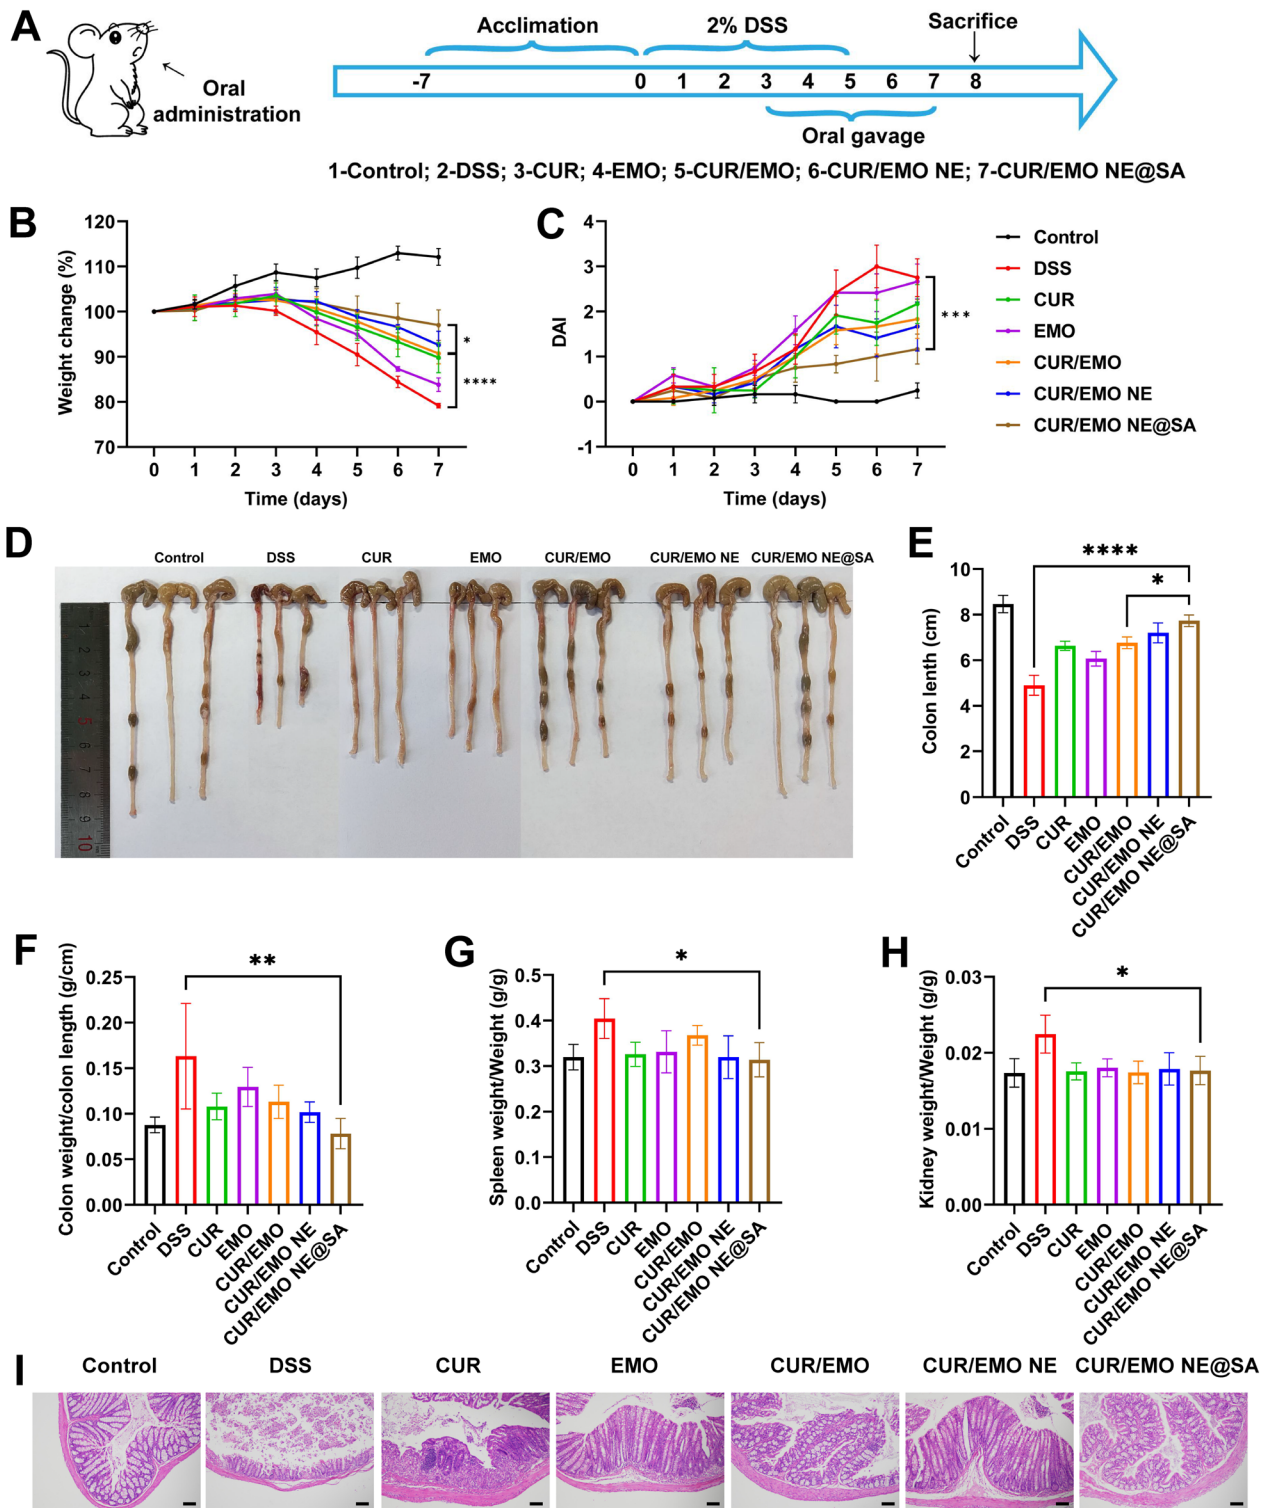 A
Oral
administration
Acclimation
2% DSS
Sacrifice
-7 0 1 2 3 4 5 6 7 8
Oral gavage
1-Control; 2-DSS; 3-CUR; 4-EMO; 5-CUR/EMO; 6-CUR/EMO NE; 7-CUR/EMO NE@SA
B
Weight change (%)
120
110
100
90
80
70
0 1 2 3 4 5 6 7
Time (days)
*
****
C
DAI
4
3
2
1
0
-1
0 1 2 3 4 5 6 7
Time (days)
***
Control
DSS
CUR
EMO
CUR/EMO
CUR/EMO NE
CUR/EMO NE@SA
D
Control DSS CUR EMO CUR/EMO CUR/EMO NE CUR/EMO NE@SA
1
2
3
4
5
6
7
8
9
10
E
Colon lenth (cm)
10
8
6
4
2
0
****
*
Control
DSS
CUR
EMO
CUR/EMO
CUR/EMO NE
CUR/EMO NE@SA
F
Colon weight/colon length (g/cm)
0.25
0.20
0.15
0.10
0.05
0.00
**
Control
DSS
CUR
EMO
CUR/EMO
CUR/EMO NE
CUR/EMO NE@SA
G
Spleen weight/Weight (g/g)
0.5
0.4
0.3
0.2
0.1
0.0
*
Control
DSS
CUR
EMO
CUR/EMO
CUR/EMO NE
CUR/EMO NE@SA
H
Kidney weight/Weight (g/g)
0.03
0.02
0.01
0.00
*
Control
DSS
CUR
EMO
CUR/EMO
CUR/EMO NE
CUR/EMO NE@SA
I
Control DSS CUR EMO CUR/EMO CUR/EMO NE CUR/EMO NE@SA